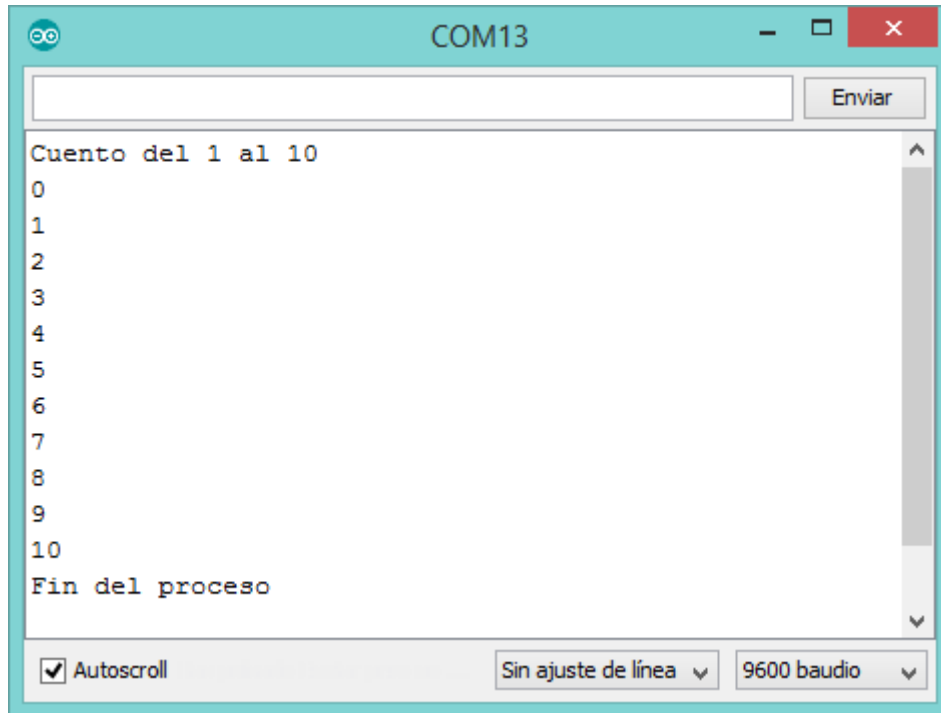 COM13
Enviar
Cuento del 1 al 10
0
1
2
3
4
5
6
7
8
9
10
Fin del proceso
Autoscroll
Sin ajuste de línea
9600 baudio